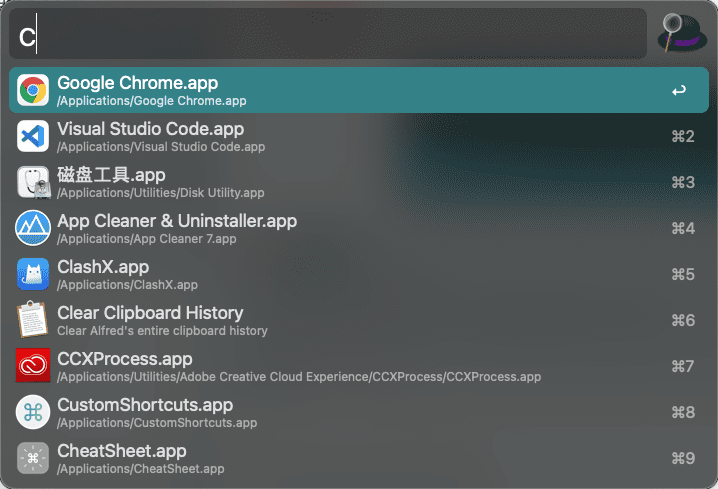 C
Google Chrome.app
/Applications/Google Chrome.app
↩
Visual Studio Code.app
/Applications/Visual Studio Code.app
⌘2
磁盘工具.app
/Applications/Utilities/Disk Utility.app
⌘3
App Cleaner & Uninstaller.app
/Applications/App Cleaner 7.app
⌘4
ClashX.app
/Applications/ClashX.app
⌘5
Clear Clipboard History
Clear Alfred's entire clipboard history
⌘6
CCXProcess.app
/Applications/Utilities/Adobe Creative Cloud Experience/CCXProcess/CCXProcess.app
⌘7
CustomShortcuts.app
/Applications/CustomShortcuts.app
⌘8
CheatSheet.app
/Applications/CheatSheet.app
⌘9